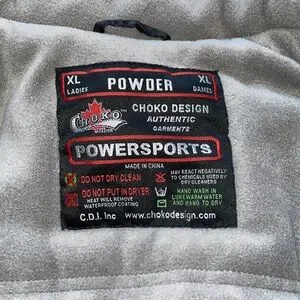 XL POWDER XL
LADIES DAMES
CHOKO
CHOKO DESIGN
AUTHENTIC
GARMENTS
POWERSPORTS
MADE IN CHINA
DO NOT DRY CLEAN
MAY REACT NEGATIVELY
TO CHEMICALS USED BY
DRY CLEANERS
DO NOT PUT IN DRYER
HEAT WILL REMOVE
WATERPROOF COATING
HAND WASH IN
LUKEWARM WATER
AND HANG TO DRY
C.D.I. Inc www.chokodesign.com